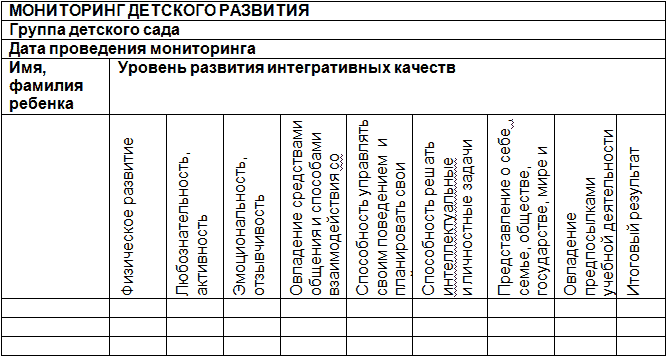 МОНИТОРИНГ ДЕТСКОГО РАЗВИТИЯ
Группа детского сада
Дата проведения мониторинга
Имя,
фамилия
ребенка
Уровень развития интегративных качеств
Физическое развитие
Любознательность,
активность
Эмоциональность,
отзывчивость
Овладение средствами
общения и способами
взаимодействия со
Способность управлять
своим поведением и
планировать свои
Способность решать
интеллектуальные
и личностные задачи
Представление о себе,
семье, обществе,
государстве, мире и
Овладение
предпосылками
учебной деятельности
Итоговый результат